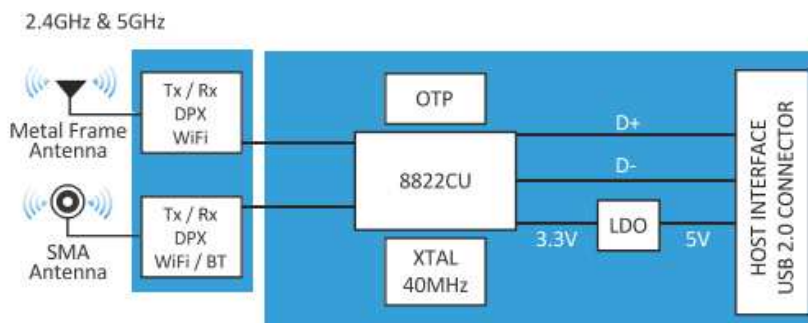 2.4GHz & 5GHz
Metal Frame
Antenna
SMA
Antenna
Tx / Rx
DPX
WiFi
Tx / Rx
DPX
WiFi / BT
OTP
8822CU
XTAL
40MHz
D+
D-
3.3V
LDO
5V
HOST INTERFACE
USB 2.0 CONNECTOR